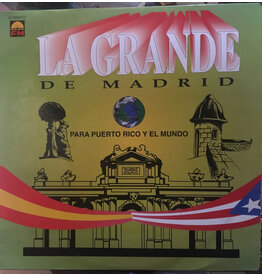 LA GRANDE
DE MADRID
PARA PUERTO RICO Y EL MUNDO